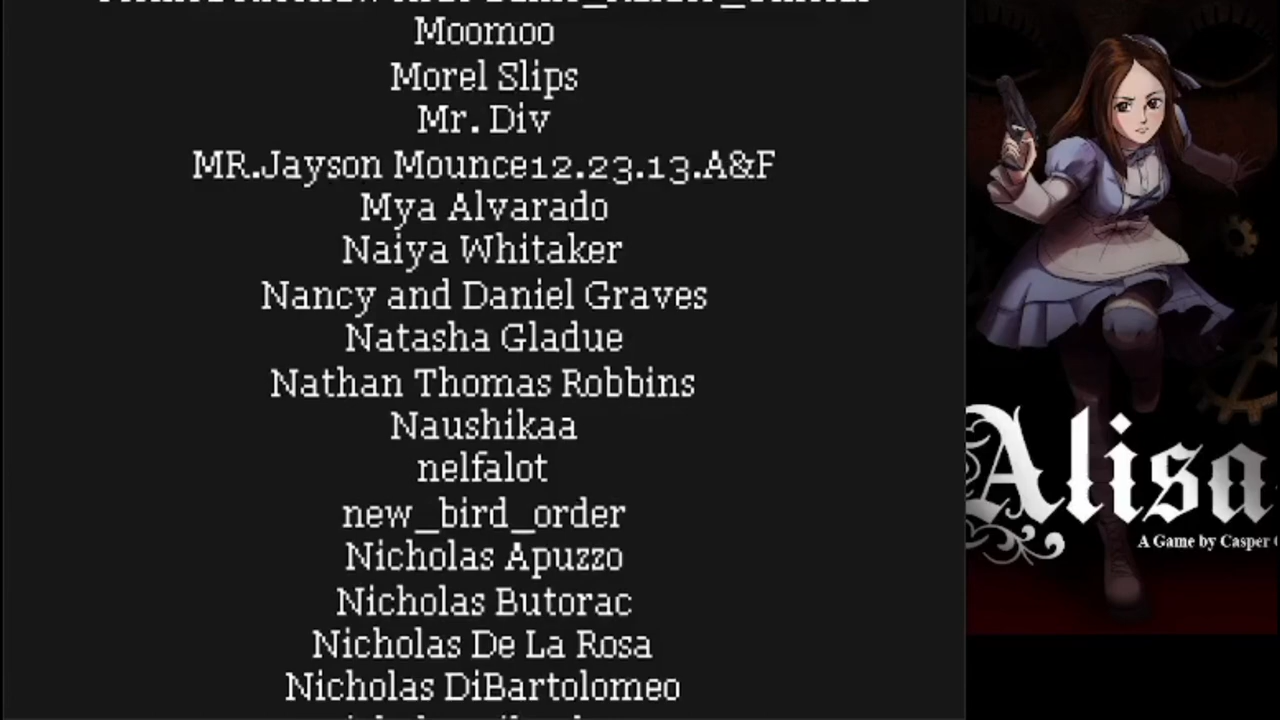 Moomoo
Morel Slips
Mr. Div
MR.Jayson Mounce12.23.13.A&F
Mya Alvarado
Naiya Whitaker
Nancy and Daniel Graves
Natasha Gladue
Nathan Thomas Robbins
Naushikaa
nelfalot
new_bird_order
Nicholas Apuzzo
Nicholas Butorac
Nicholas De La Rosa
Nicholas DiBartolomeo
Alisa
A Game by Casper